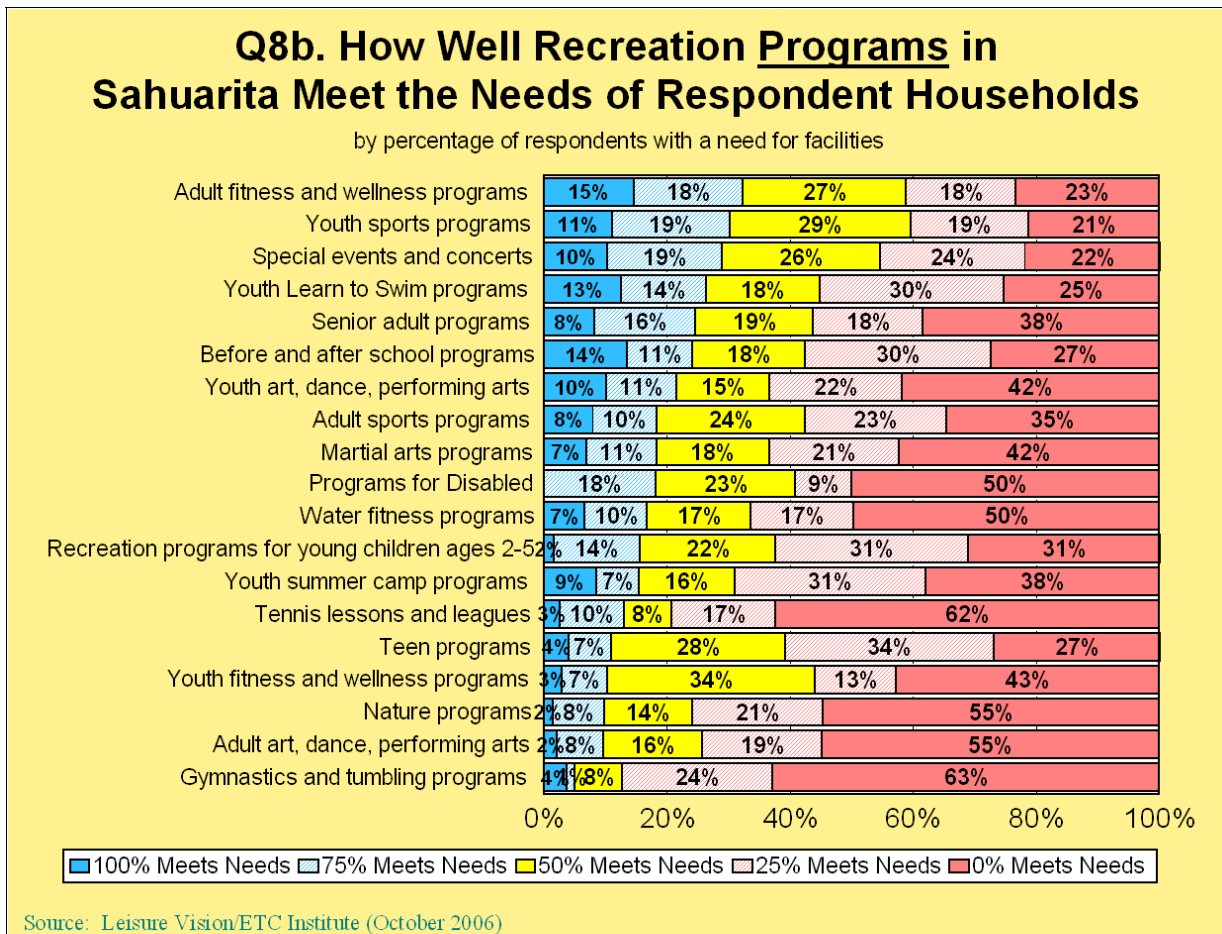 Q8b. How Well Recreation Programs in
Sahuarita Meet the Needs of Respondent Households
by percentage of respondents with a need for facilities
Adult fitness and wellness programs 15% 18% 27% 18% 23%
Youth sports programs 11% 19% 29% 19% 21%
Special events and concerts 10% 19% 26% 24% 22%
Youth Learn to Swim programs 13% 14% 18% 30% 25%
Senior adult programs 8% 16% 19% 18% 38%
Before and after school programs 14% 11% 18% 30% 27%
Youth art, dance, performing arts 10% 11% 15% 22% 42%
Adult sports programs 8% 10% 24% 23% 35%
Martial arts programs 7% 11% 18% 21% 42%
Programs for Disabled 18% 23% 9% 50%
Water fitness programs 7% 10% 17% 17% 50%
Recreation programs for young children ages 2-5 2% 14% 22% 31% 31%
Youth summer camp programs 9% 7% 16% 31% 38%
Tennis lessons and leagues 3% 10% 8% 17% 62%
Teen programs 4% 7% 28% 34% 27%
Youth fitness and wellness programs 3% 7% 34% 13% 43%
Nature programs 2% 8% 14% 21% 55%
Adult art, dance, performing arts 2% 8% 16% 19% 55%
Gymnastics and tumbling programs 4% 1% 8% 24% 63%
0% 20% 40% 60% 80% 100%
100% Meets Needs 75% Meets Needs 50% Meets Needs 25% Meets Needs 0% Meets Needs
Source: Leisure Vision/ETC Institute (October 2006)